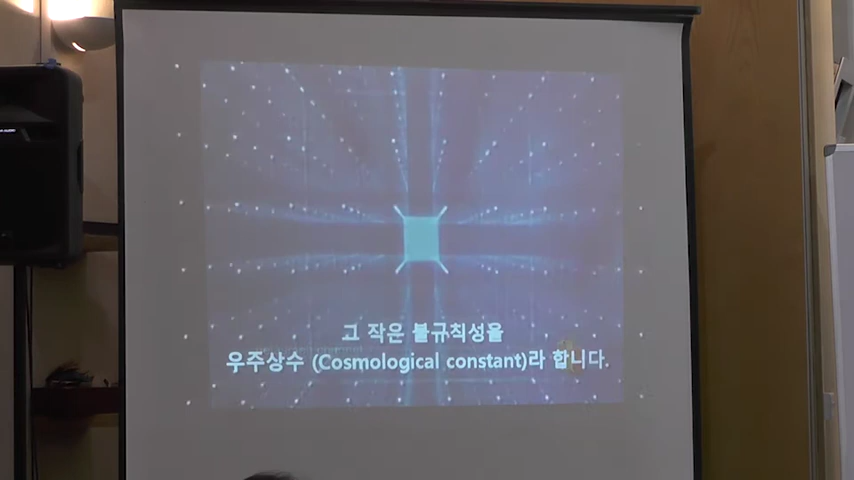 그 작은 불규칙성을
우주상수 (Cosmological constant)라 합니다.